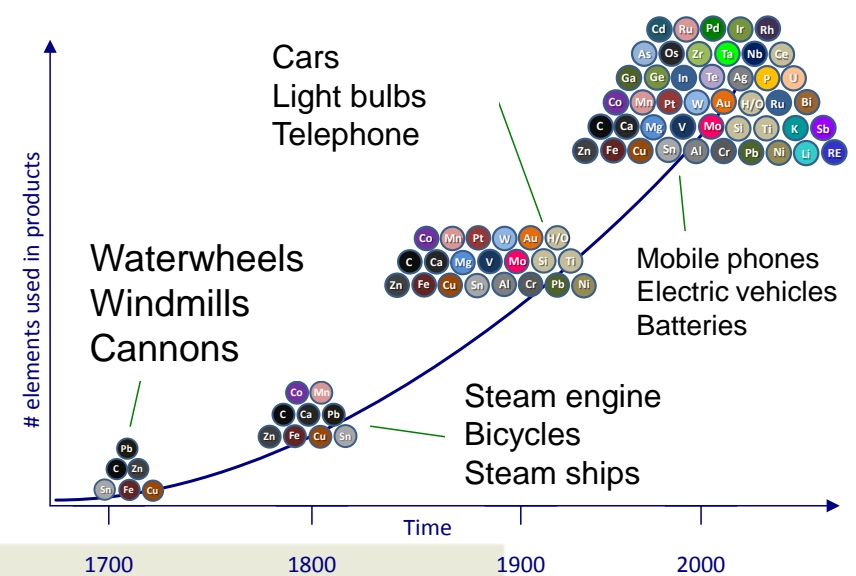 # elements used in products
Cars
Light bulbs
Telephone
Cd Ru Pd Ir Rh
As Os Zr Ta Nb Ce
Ga Ge In Te Ag P U
Co Mn Pt W Au H/O Ru Bi
C Ca Mg V Mo Si Ti K Sb
Zn Fe Cu Sn Al Cr Pb Ni Li RE
Waterwheels
Windmills
Cannons
Co Mn Pt W Au H/O
C Ca Mg V Mo Si Ti
Zn Fe Cu Sn Al Cr Pb Ni
Mobile phones
Electric vehicles
Batteries
Co Mn
C Ca Pb
Zn Fe Cu Sn
Steam engine
Bicycles
Steam ships
Pb
C Zn
Sn Fe Cu
Time
1700 1800 1900 2000